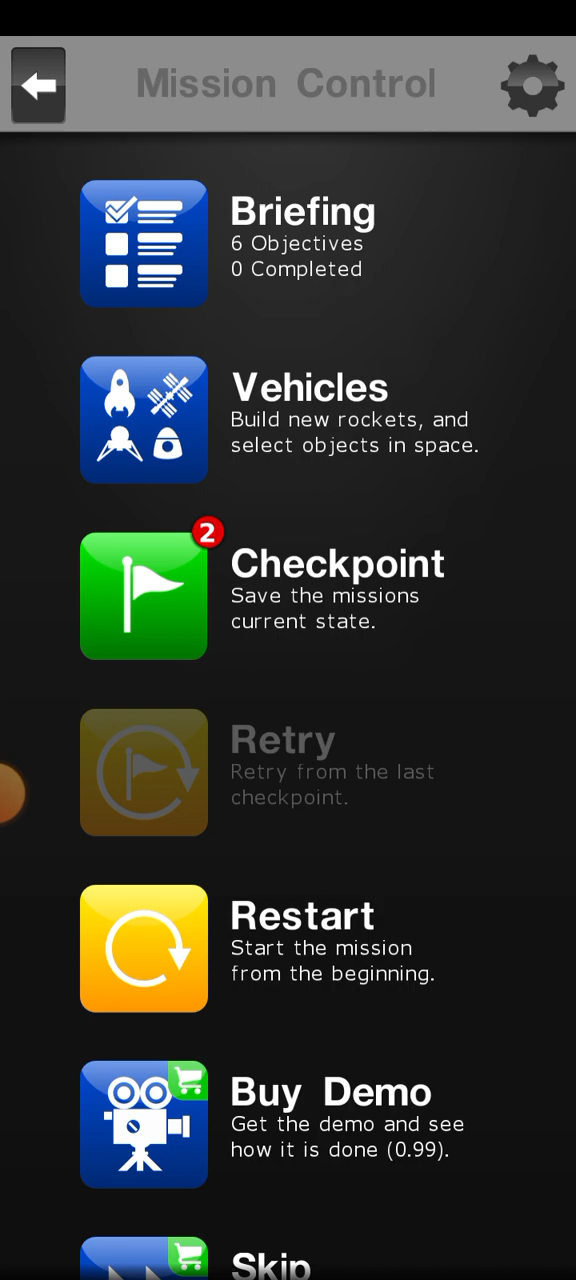 Mission Control
Briefing
6 Objectives
0 Completed
Vehicles
Build new rockets, and
select objects in space.
2
Checkpoint
Save the missions
current state.
Retry
Retry from the last
checkpoint.
Restart
Start the mission
from the beginning.
Buy Demo
Get the demo and see
how it is done (0.99).
Skip